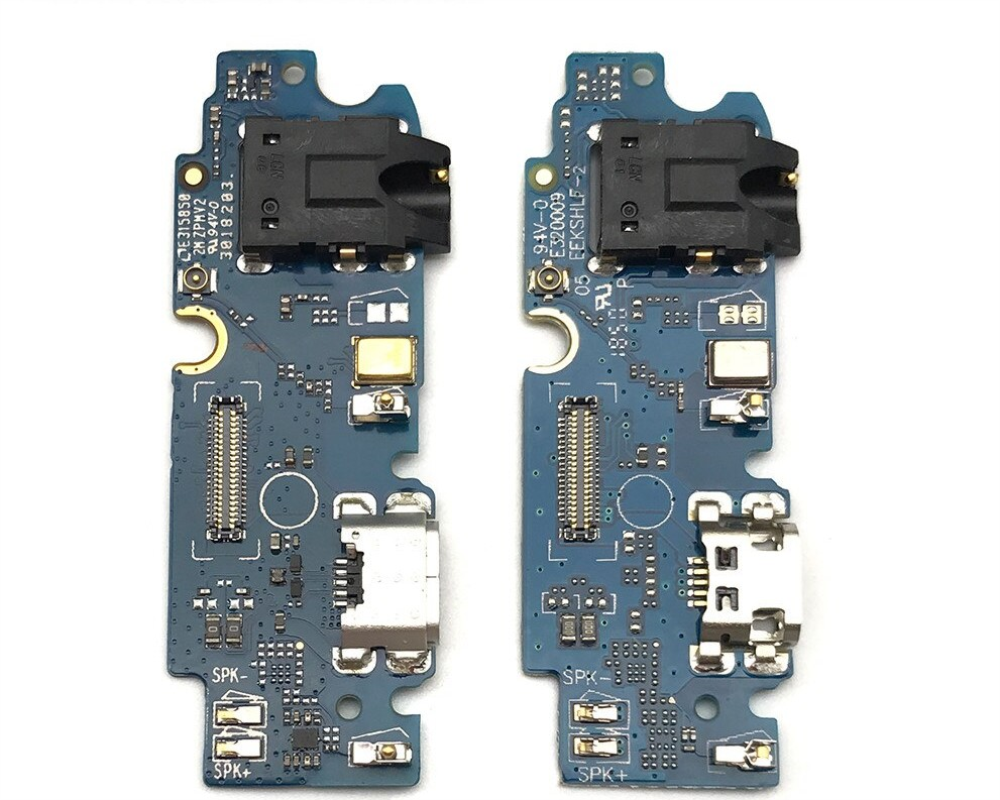 E315850
2M ZPMV2
94V-0
3018203
SPK-
SPK+
94V-0
E320009
EEKSHLF-2
05
SPK-
SPK+